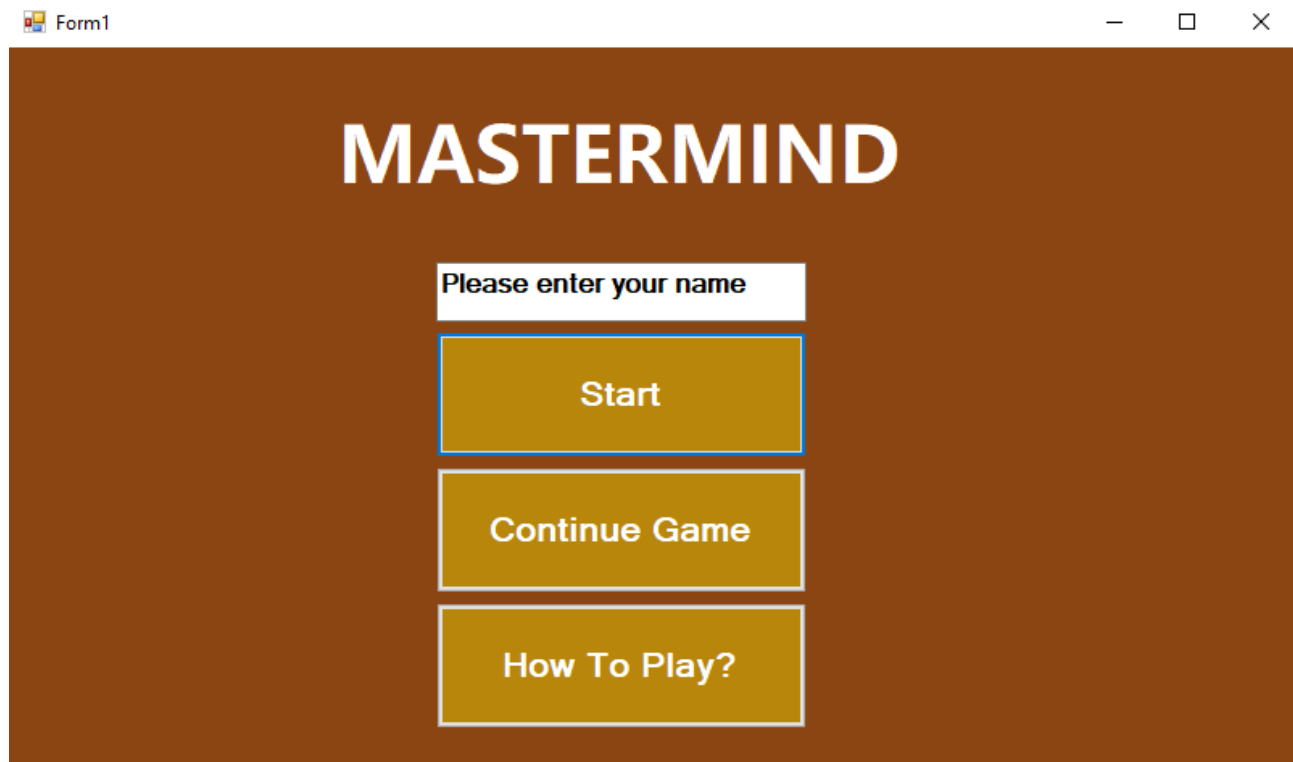 Form1
MASTERMIND
Please enter your name
Start
Continue Game
How To Play?